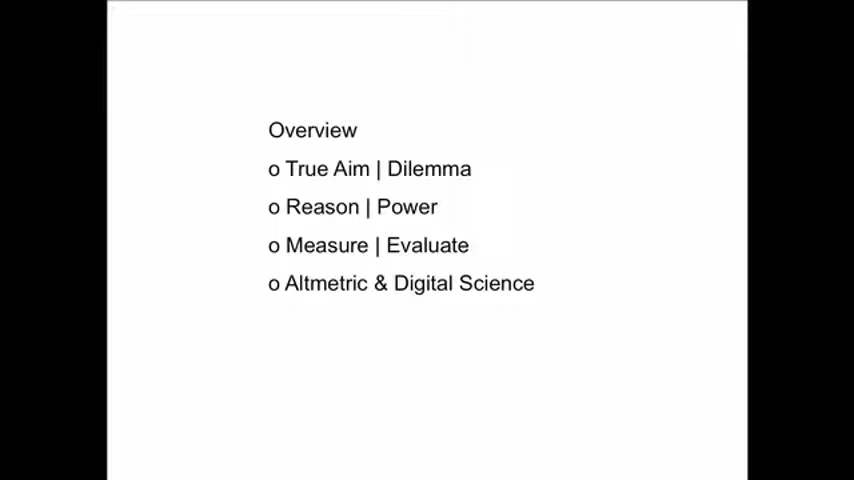 Overview
o True Aim | Dilemma
o Reason | Power
o Measure | Evaluate
o Altmetric & Digital Science